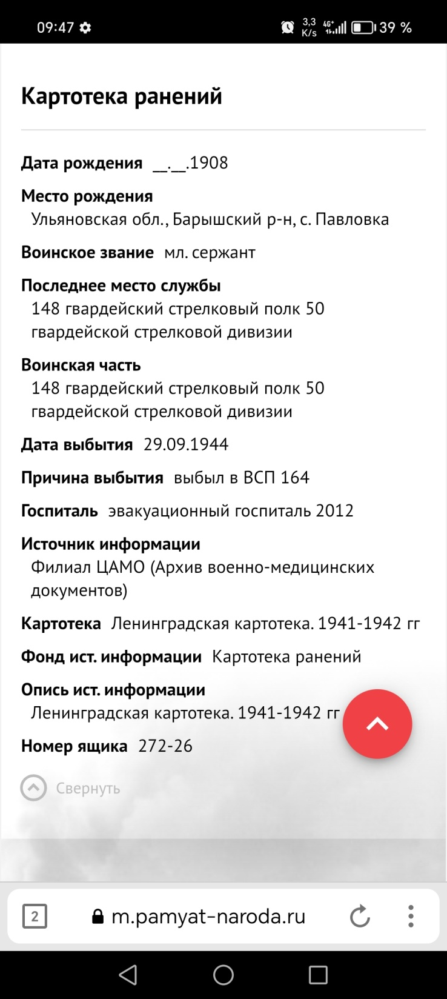 09:47
3,3 K/s 4G+ 39 %
Картотека ранений
Дата рождения __.__.1908
Место рождения
Ульяновская обл., Барышский р-н, с. Павловка
Воинское звание мл. сержант
Последнее место службы
148 гвардейский стрелковый полк 50
гвардейской стрелковой дивизии
Воинская часть
148 гвардейский стрелковый полк 50
гвардейской стрелковой дивизии
Дата выбытия 29.09.1944
Причина выбытия выбыл в ВСП 164
Госпиталь эвакуационный госпиталь 2012
Источник информации
Филиал ЦАМО (Архив военно-медицинских
документов)
Картотека Ленинградская картотека. 1941-1942 гг
Фонд ист. информации Картотека ранений
Опись ист. информации
Ленинградская картотека. 1941-1942 гг
Номер ящика 272-26
Свернуть
2 m.pamyat-naroda.ru